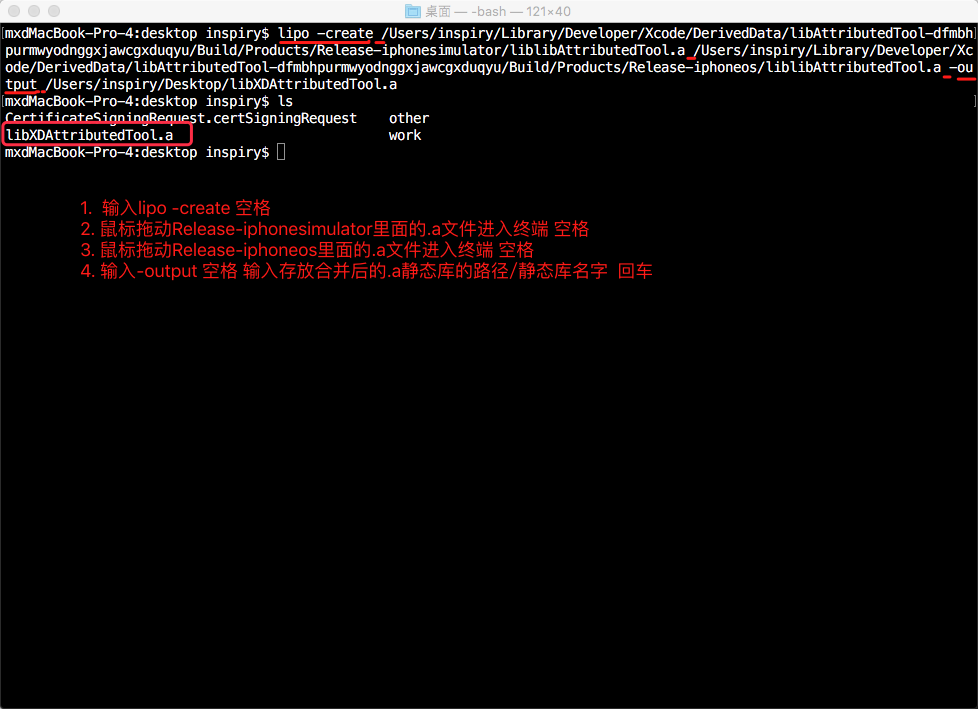 桌面 — -bash — 121×40
mxdMacBook-Pro-4:desktop inspiry$ lipo -create /Users/inspiry/Library/Developer/Xcode/DerivedData/libAttributedTool-dfmbh
purmwyodnggxjawcgxduqyu/Build/Products/Release-iphonesimulator/liblibAttributedTool.a /Users/inspiry/Library/Developer/Xc
ode/DerivedData/libAttributedTool-dfmbhpurmwyodnggxjawcgxduqyu/Build/Products/Release-iphoneos/liblibAttributedTool.a -ou
tput /Users/inspiry/Desktop/libXDAttributedTool.a
mxdMacBook-Pro-4:desktop inspiry$ ls
CertificateSigningRequest.certSigningRequest    other
libXDAttributedTool.a    work
mxdMacBook-Pro-4:desktop inspiry$
1. 输入lipo -create 空格
2. 鼠标拖动Release-iphonesimulator里面的.a文件进入终端 空格
3. 鼠标拖动Release-iphoneos里面的.a文件进入终端 空格
4. 输入-output 空格 输入存放合并后的.a静态库的路径/静态库名字 回车